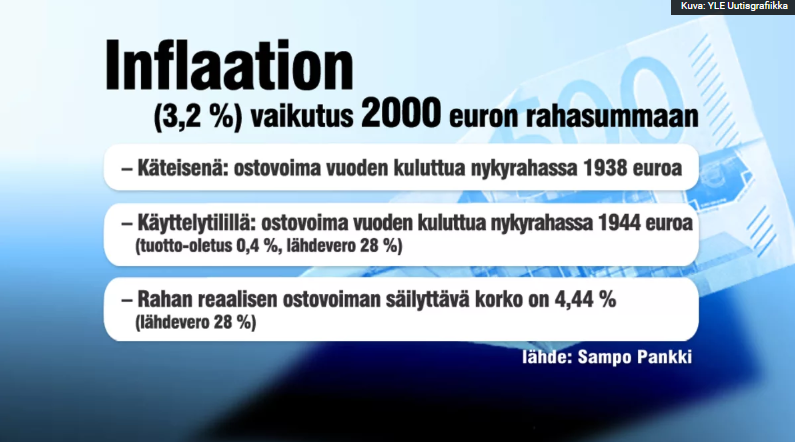 Kuva: YLE Uutisgrafiikka
Inflaation
(3,2 %) vaikutus 2000 euron rahasummaan
– Käteisenä: ostovoima vuoden kuluttua nykyrahassa 1938 euroa
– Käyttelytilillä: ostovoima vuoden kuluttua nykyrahassa 1944 euroa
(tuotto-oletus 0,4 %, lähdevero 28 %)
– Rahan reaalisen ostovoiman säilyttävä korko on 4,44 %
(lähdevero 28 %)
lähde: Sampo Pankki
500